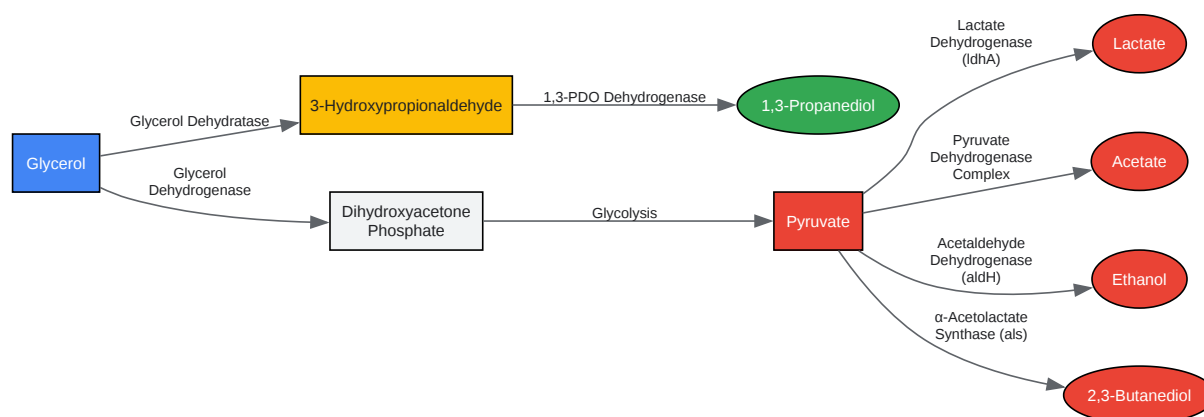 Glycerol
Glycerol Dehydratase
Glycerol
Dehydrogenase
3-Hydroxypropionaldehyde
Dihydroxyacetone
Phosphate
1,3-PDO Dehydrogenase
Glycolysis
1,3-Propanediol
Pyruvate
Lactate
Dehydrogenase
(ldhA)
Pyruvate
Dehydrogenase
Complex
Acetaldehyde
Dehydrogenase
(aldH)
α-Acetolactate
Synthase (als)
Lactate
Acetate
Ethanol
2,3-Butanediol